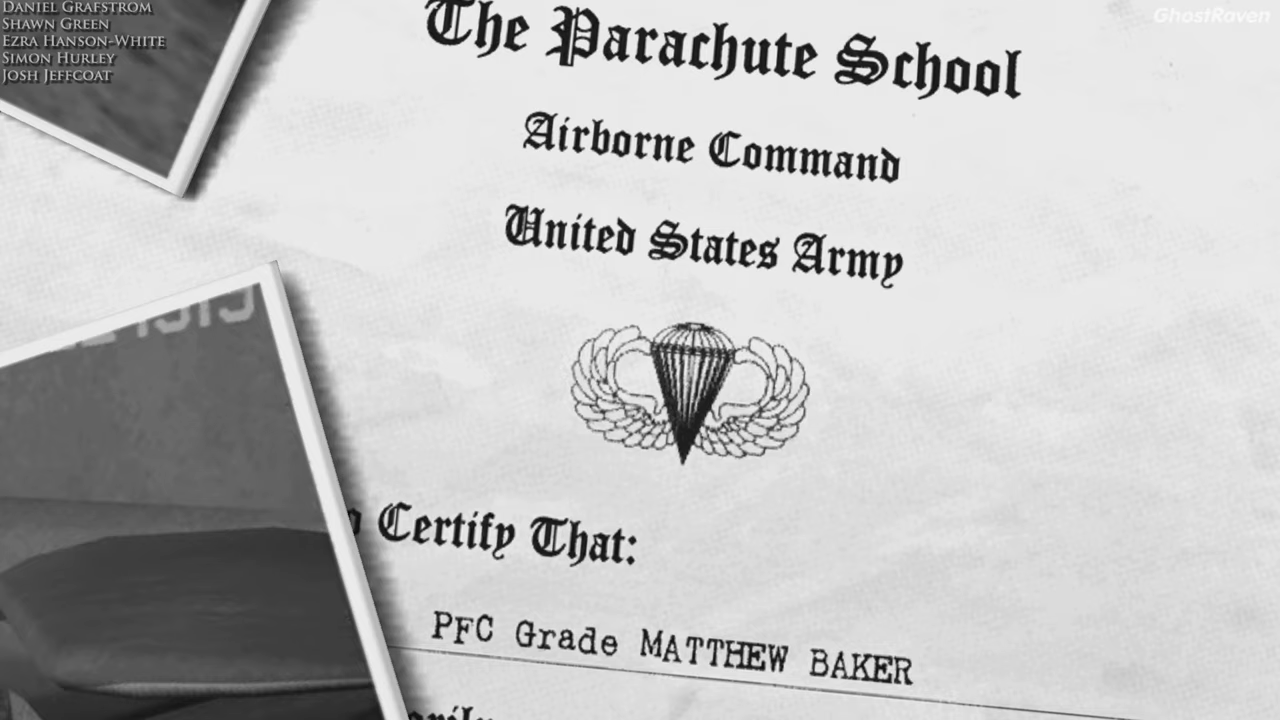 DANIEL GRAFSTROM
SHAWN GREEN
EZRA HANSON-WHITE
SIMON HURLEY
JOSH JEFFCOAT
GhostRaven
The Parachute School
Airborne Command
United States Army
Certify That:
PFC Grade MATTHEW BAKER